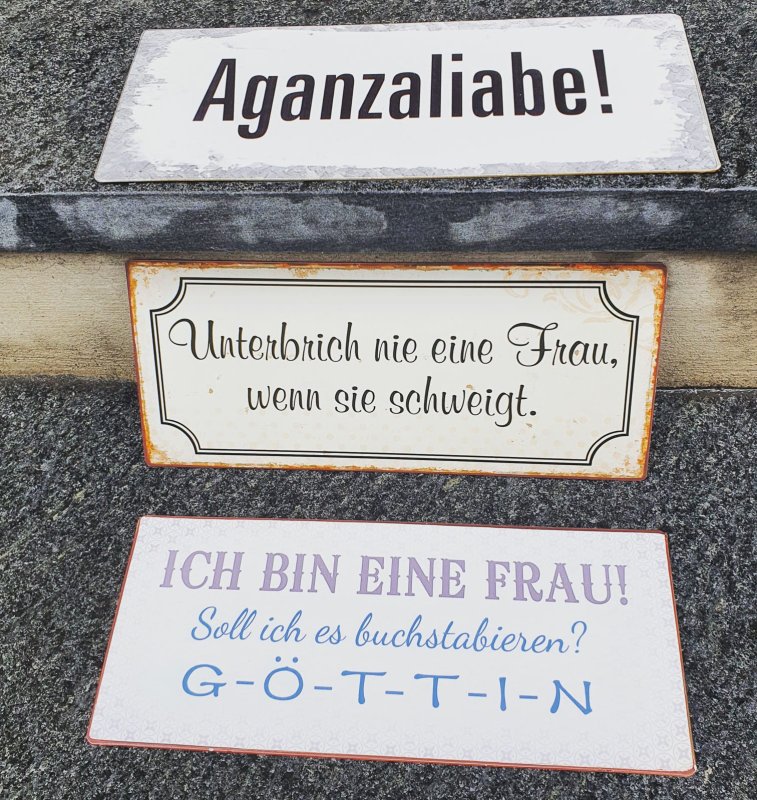 Aganzaliabe!
Unterbrich nie eine Frau,
wenn sie schweigt.
ICH BIN EINE FRAU!
Soll ich es buchstabieren?
G-Ö-T-T-I-N